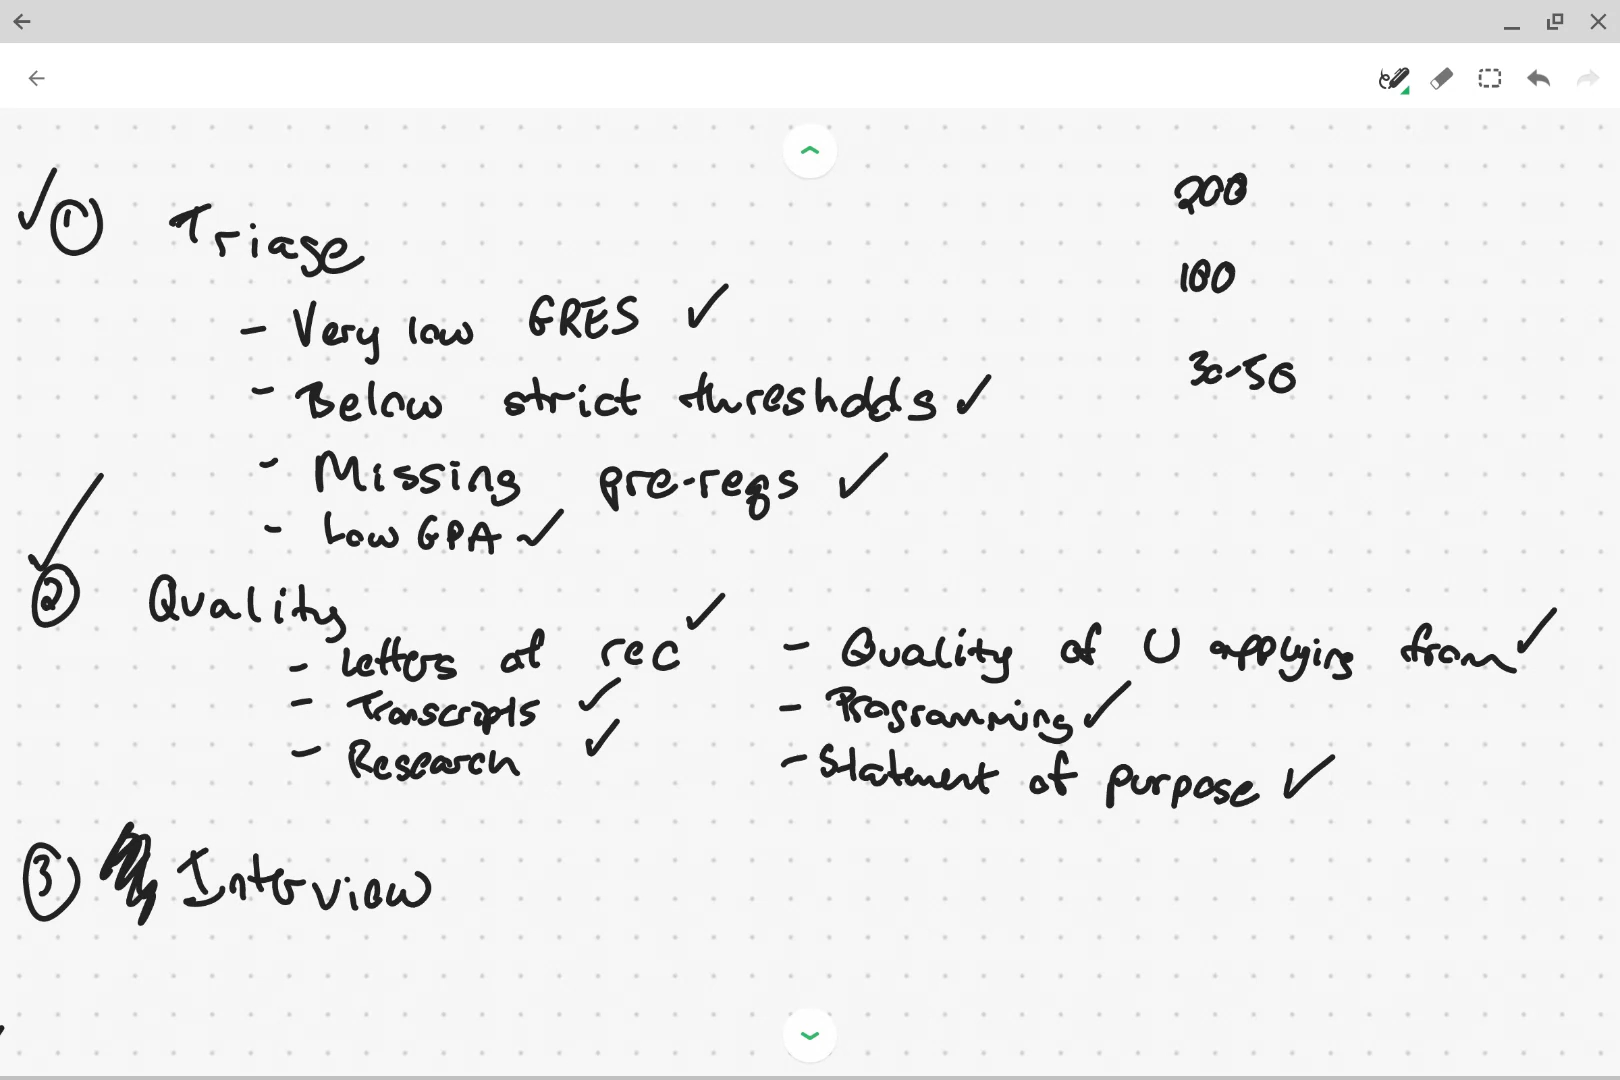 ✓ ① Triage
- Very low GRES ✓
- Below strict thresholds ✓
- Missing pre-reqs ✓
- Low GPA ✓
✓ ② Quality
- Letters of rec ✓
- Transcripts ✓
- Research ✓
- Quality of U applying from ✓
- Programming ✓
- Statement of purpose ✓
③ Interview
200
100
30-50